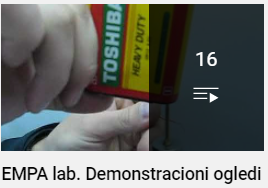 TOSHIBA
HEAVY DUTY
16
EMPA lab. Demonstracioni ogledi